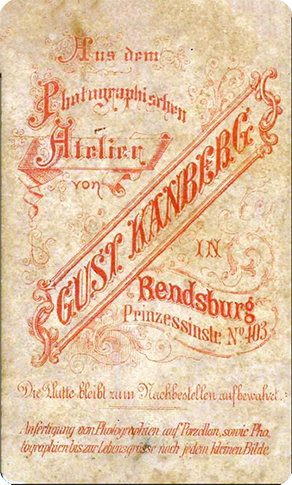 Aus dem
Photographischen
Atelier
von
GUST. KANBERG.
IN
Rendsburg
Prinzessinstr. No 403
Die Platte bleibt zum Nachbestellen aufbewahrt.
Anfertigung von Photographien auf Porzellan, sowie Pho-
tographien bis zur Lebensgrösse nach jedem kleinen Bilde.